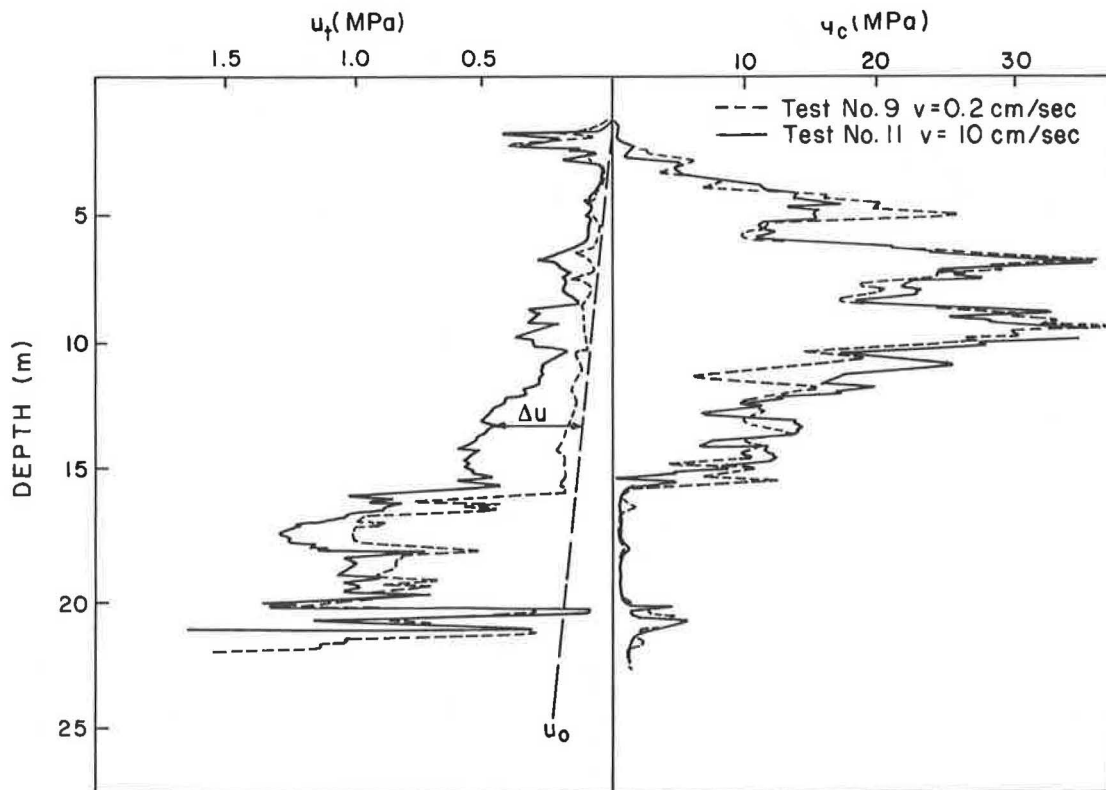 uₜ (MPa)
q꜀ (MPa)
1.5 1.0 0.5 10 20 30
Test No. 9 v=0.2 cm/sec
Test No. 11 v= 10 cm/sec
5
10
Δu
15
20
25
u₀
DEPTH (m)